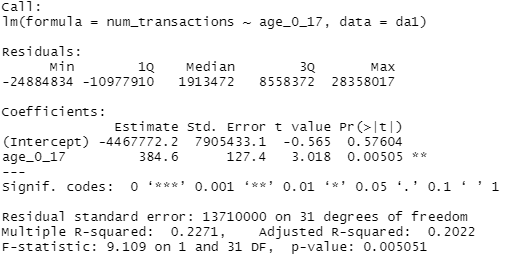 Call:
lm(formula = num_transactions ~ age_0_17, data = da1)
Residuals:
Min 1Q Median 3Q Max
-24884834 -10977910 1913472 8558372 28358017
Coefficients:
Estimate Std. Error t value Pr(>|t|)
(Intercept) -4467772.2 7905433.1 -0.565 0.57604
age_0_17 384.6 127.4 3.018 0.00505 **
---
Signif. codes: 0 ‘***’ 0.001 ‘**’ 0.01 ‘*’ 0.05 ‘.’ 0.1 ‘ ’ 1
Residual standard error: 13710000 on 31 degrees of freedom
Multiple R-squared: 0.2271, Adjusted R-squared: 0.2022
F-statistic: 9.109 on 1 and 31 DF, p-value: 0.005051